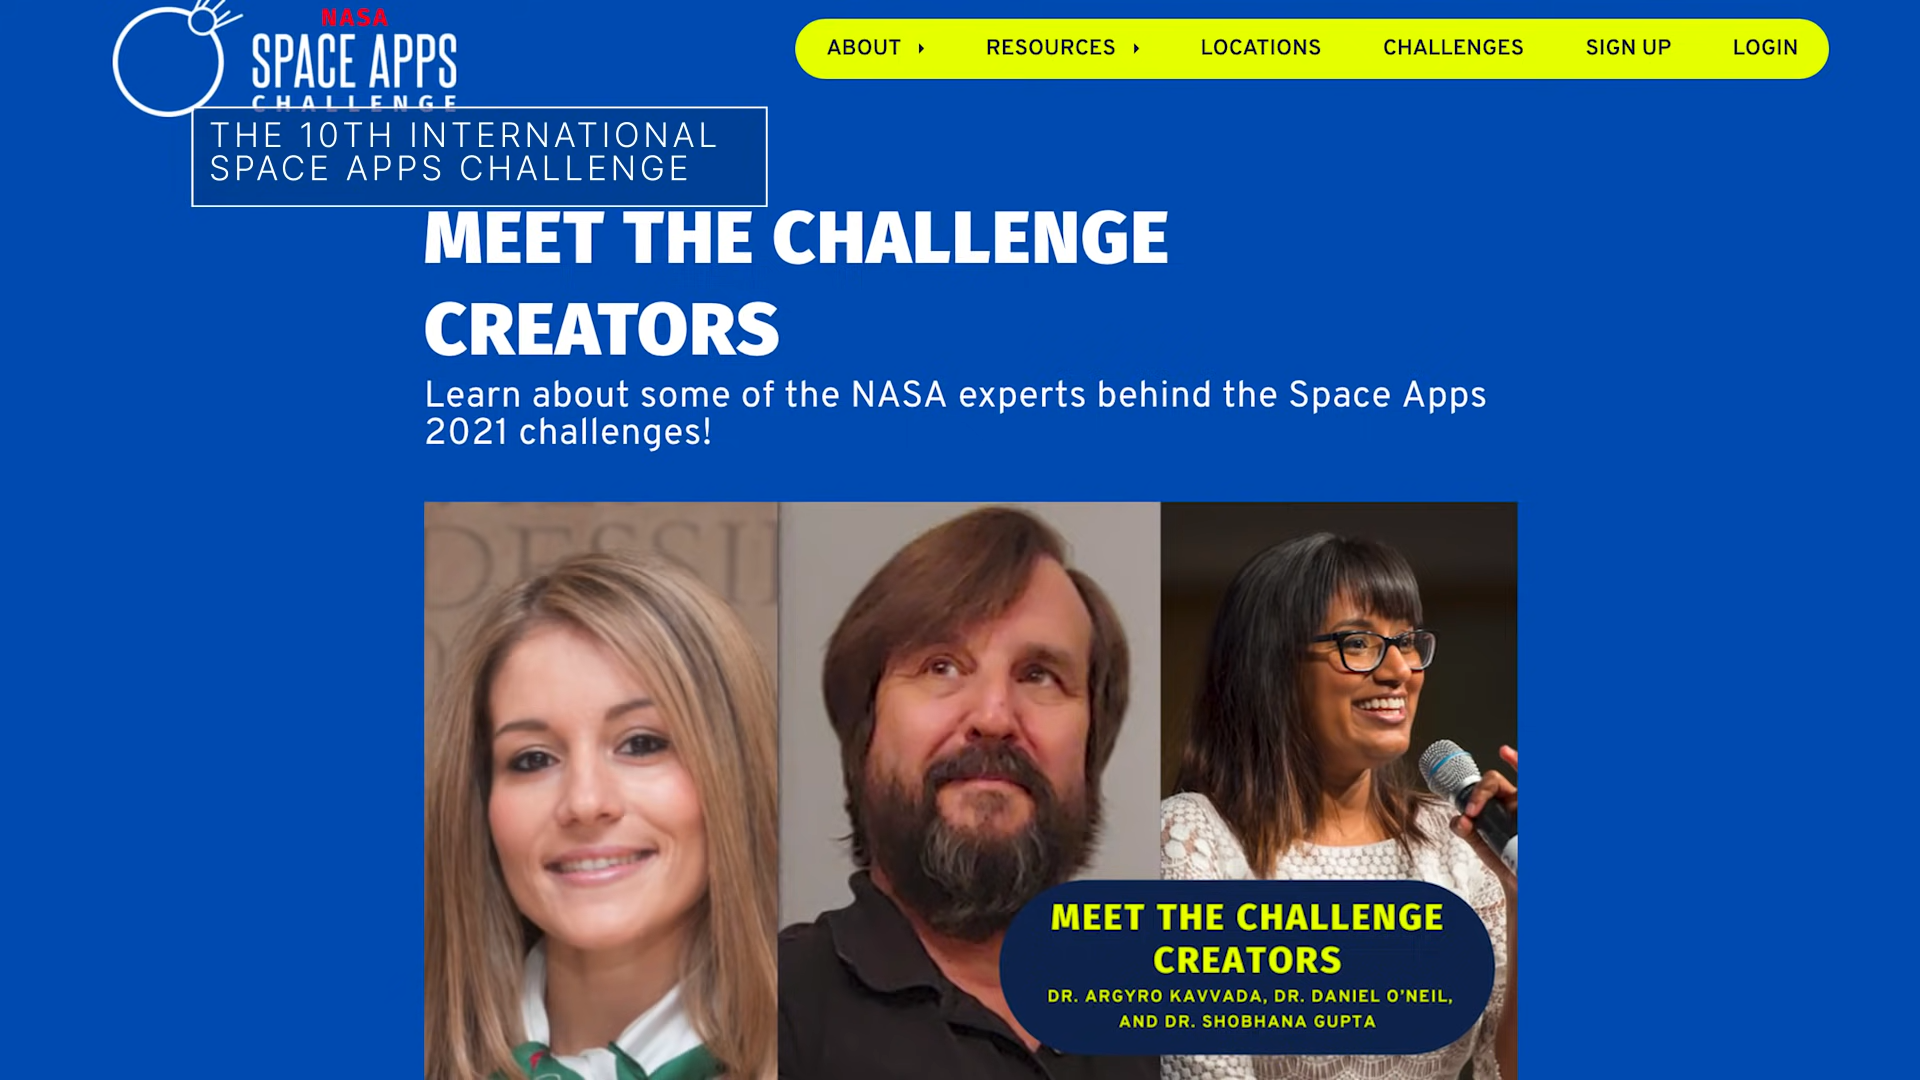 NASA
SPACE APPS
CHALLENGE
ABOUT
RESOURCES
LOCATIONS
CHALLENGES
SIGN UP
LOGIN
THE 10TH INTERNATIONAL
SPACE APPS CHALLENGE
MEET THE CHALLENGE
CREATORS
Learn about some of the NASA experts behind the Space Apps
2021 challenges!
DESSI
MEET THE CHALLENGE
CREATORS
DR. ARGYRO KAVVADA, DR. DANIEL O'NEIL,
AND DR. SHOBHANA GUPTA